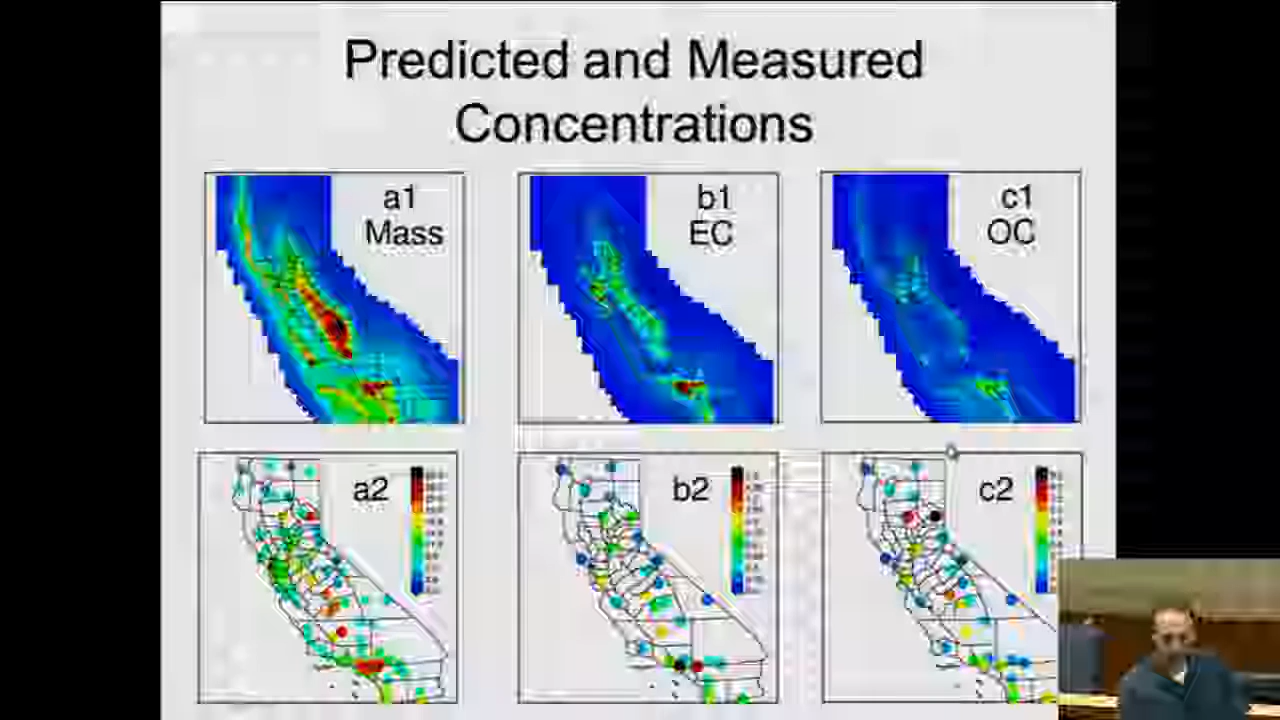 Predicted and Measured
Concentrations
a1
Mass
b1
EC
c1
OC
a2
b2
c2